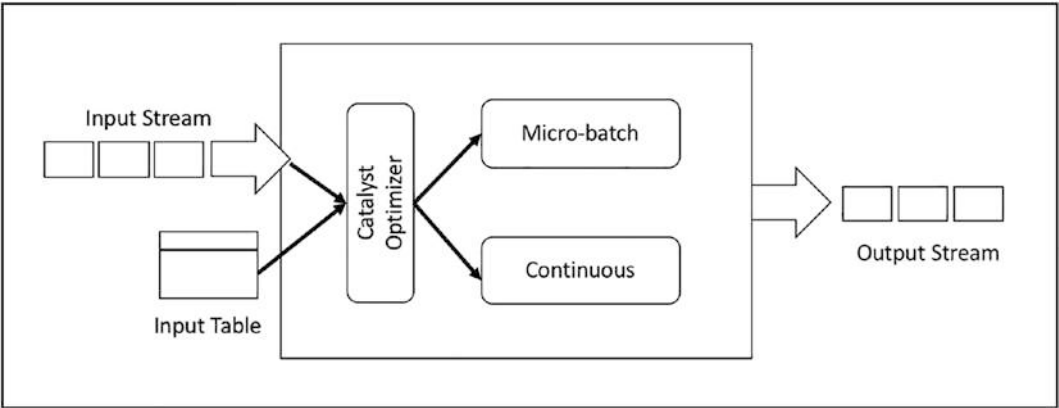 Input Stream
Input Table
Catalyst
Optimizer
Micro-batch
Continuous
Output Stream